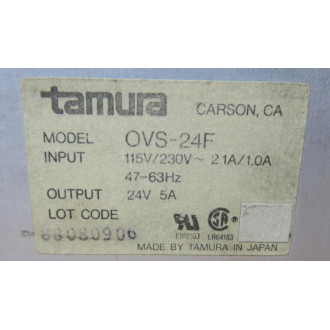 tamura CARSON, CA
MODEL OVS-24F
INPUT 115V/230V~ 2.1A/1.0A
47-63Hz
OUTPUT 24V 5A
LOT CODE
MADE BY TAMURA IN JAPAN